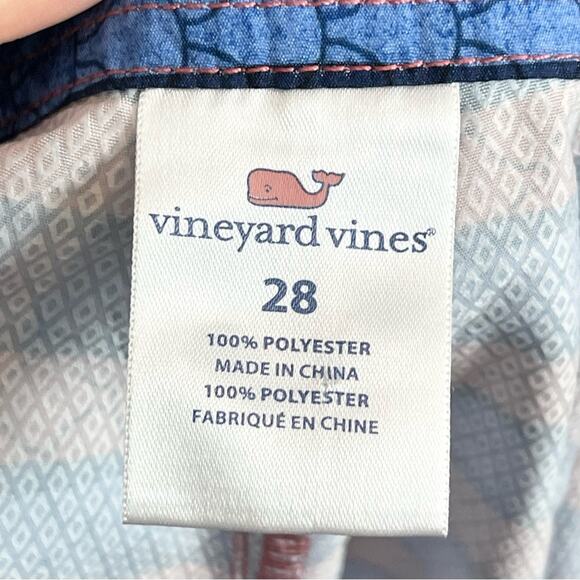 vineyard vines®
28
100% POLYESTER
MADE IN CHINA
100% POLYESTER
FABRIQUÉ EN CHINE